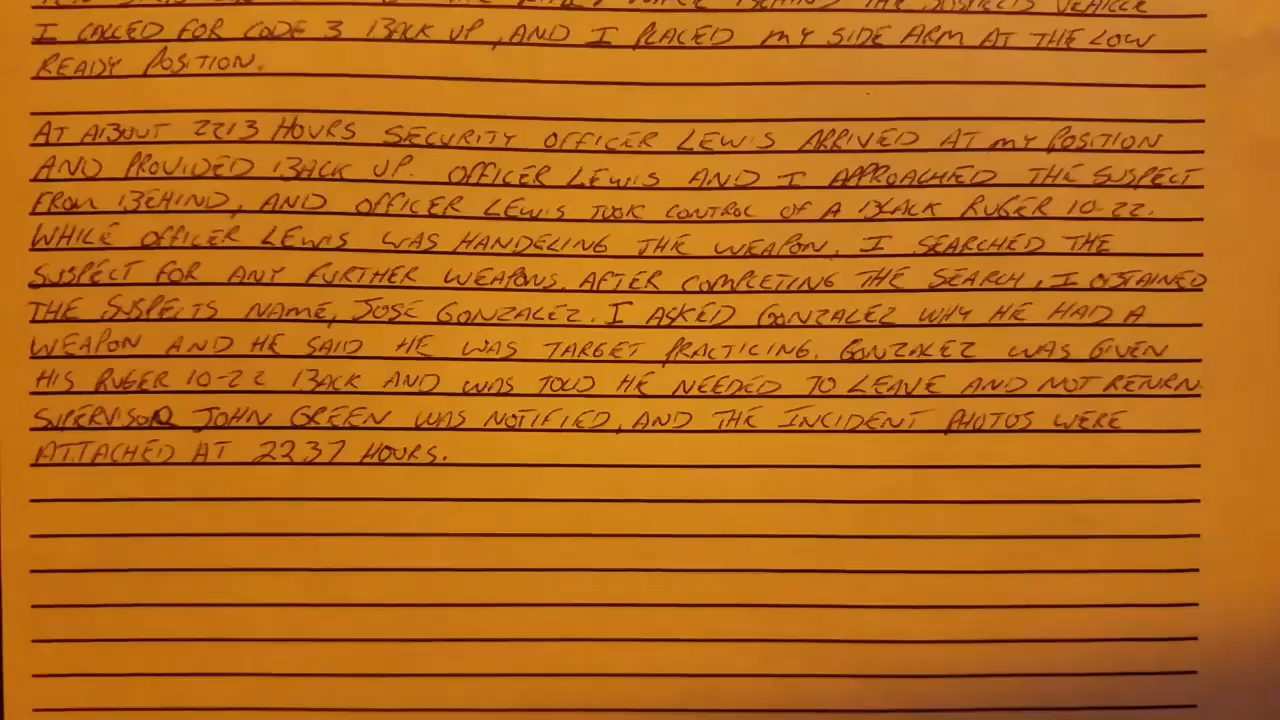 BEHIND THE SUSPECTS VEHICLE
I CALLED FOR CODE 3 BACK UP, AND I PLACED MY SIDE ARM AT THE LOW
READY POSITION.
AT ABOUT 2213 HOURS SECURITY OFFICER LEWIS ARRIVED AT MY POSITION
AND PROVIDED BACK UP. OFFICER LEWIS AND I APPROACHED THE SUSPECT
FROM BEHIND, AND OFFICER LEWIS TOOK CONTROL OF A BLACK RUGER 10-22.
WHILE OFFICER LEWIS WAS HANDELING THE WEAPON, I SEARCHED THE
SUSPECT FOR ANY FURTHER WEAPONS. AFTER COMPLETING THE SEARCH, I OBTAINED
THE SUSPECTS NAME, JOSE GONZALEZ. I ASKED GONZALEZ WHY HE HAD A
WEAPON AND HE SAID HE WAS TARGET PRACTICING. GONZALEZ WAS GIVEN
HIS RUGER 10-22 BACK AND WAS TOLD HE NEEDED TO LEAVE AND NOT RETURN.
SUPERVISOR JOHN GREEN WAS NOTIFIED, AND THE INCIDENT PHOTOS WERE
ATTACHED AT 2237 HOURS.